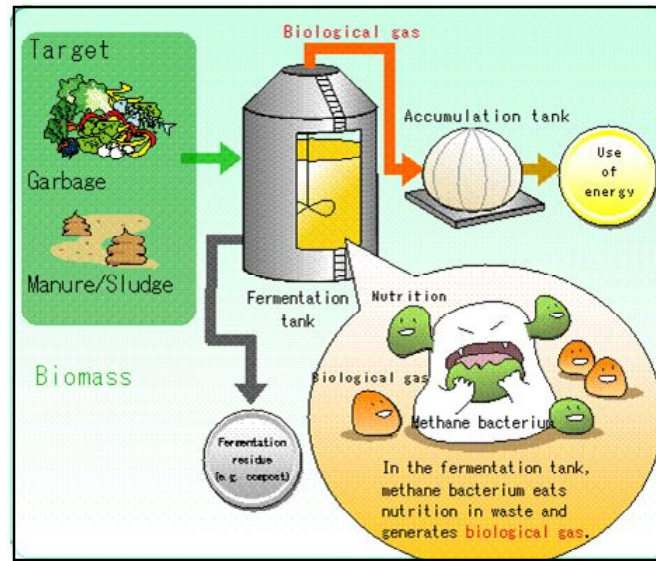 Target
Garbage
Manure/Sludge
Biomass
Biological gas
Fermentation
tank
Accumulation tank
Use
of
energy
Fermentation
residue
(e.g. compost)
Nutrition
Biological gas
Methane bacterium
In the fermentation tank,
methane bacterium eats
nutrition in waste and
generates biological gas.